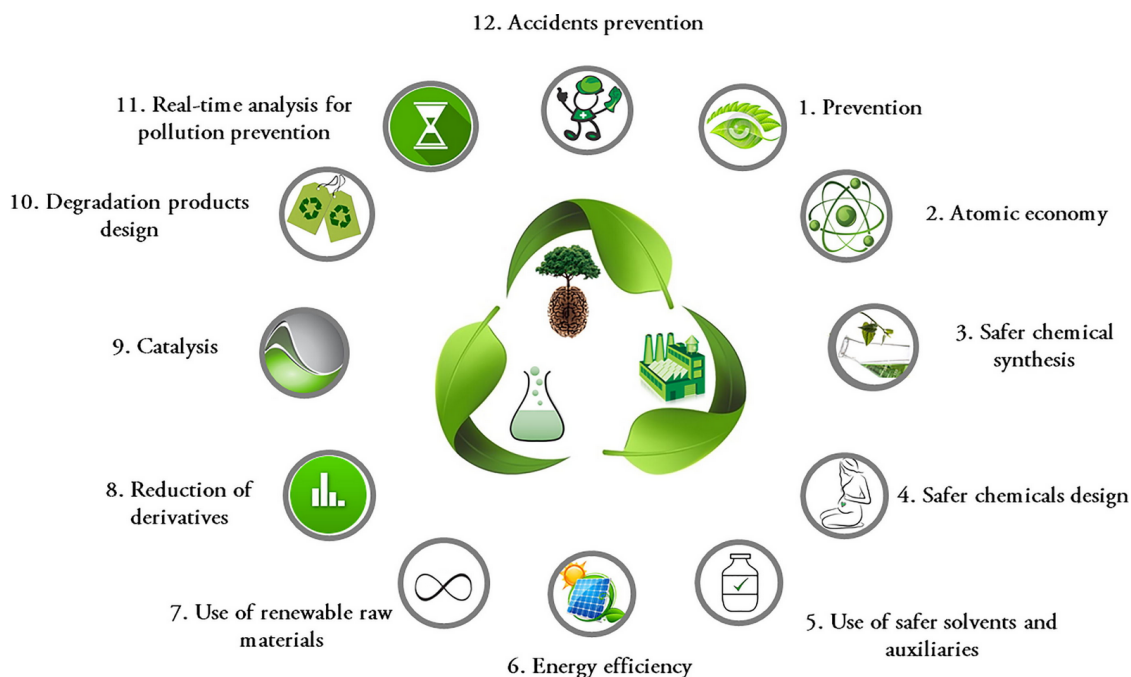 12. Accidents prevention
1. Prevention
2. Atomic economy
3. Safer chemical
synthesis
4. Safer chemicals design
5. Use of safer solvents and
auxiliaries
6. Energy efficiency
7. Use of renewable raw
materials
8. Reduction of
derivatives
9. Catalysis
10. Degradation products
design
11. Real-time analysis for
pollution prevention